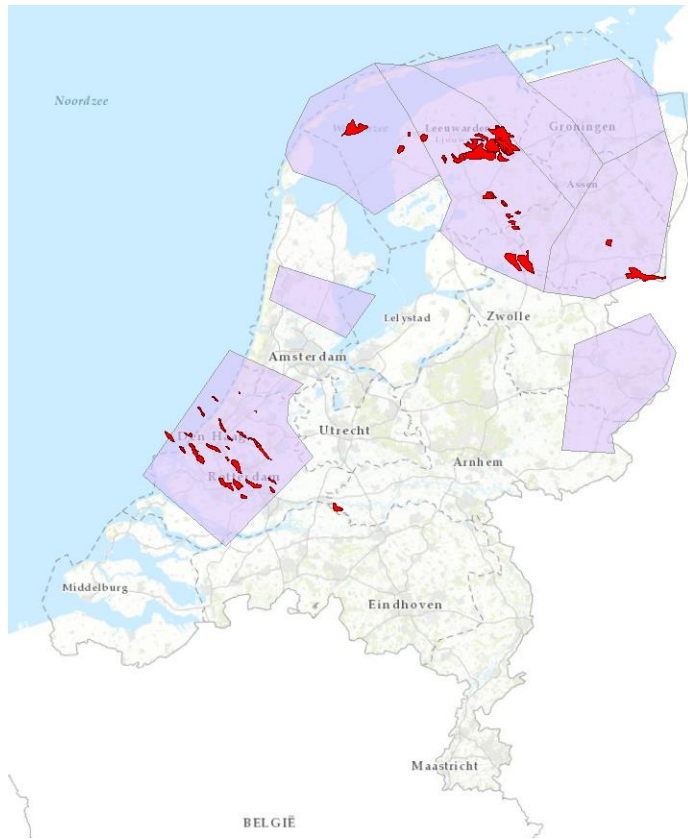 Noordzee
Leeuwarden
Groningen
Assen
Lelystad
Zwolle
Amsterdam
Utrecht
Den Haag
Arnhem
Rotterdam
Middelburg
Eindhoven
Maastricht
BELGIË